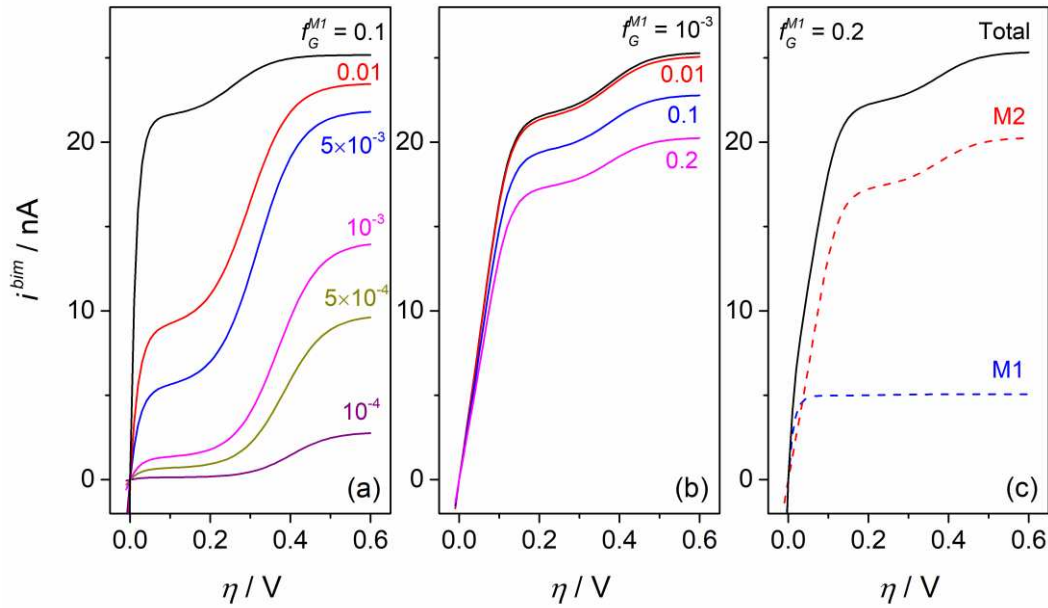 f_G^{M1} = 0.1
0.01
5×10⁻³
10⁻³
5×10⁻⁴
10⁻⁴
(a)
f_G^{M1} = 10⁻³
0.01
0.1
0.2
(b)
f_G^{M1} = 0.2
Total
M2
M1
(c)
i^{bim} / nA
20
10
0
20
10
0
20
10
0
0.0 0.2 0.4 0.6
0.0 0.2 0.4 0.6
0.0 0.2 0.4 0.6
η / V
η / V
η / V